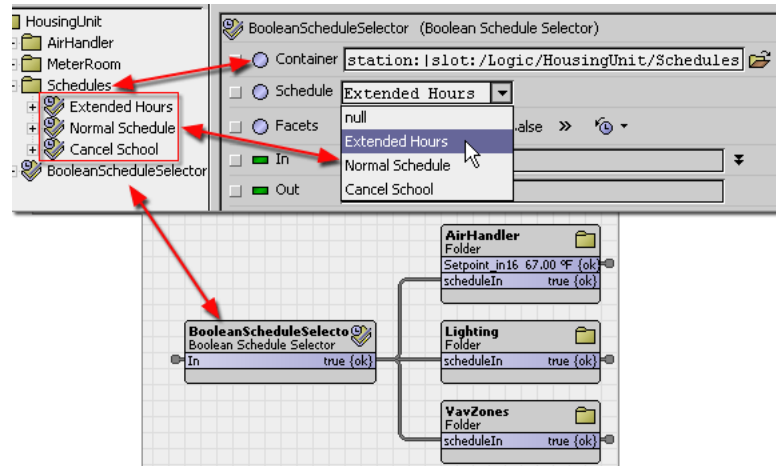 HousingUnit
AirHandler
MeterRoom
Schedules
Extended Hours
Normal Schedule
Cancel School
BooleanScheduleSelector
BooleanScheduleSelector (Boolean Schedule Selector)
Container station:|slot:/Logic/HousingUnit/Schedules
Schedule Extended Hours
null
Extended Hours
Normal Schedule
Cancel School
Facets .alse »
In
Out
AirHandler
Folder
Setpoint_in16 67.00 °F {ok}
scheduleIn true {ok}
BooleanScheduleSelecto
Boolean Schedule Selector
In true {ok}
Lighting
Folder
scheduleIn true {ok}
VavZones
Folder
scheduleIn true {ok}